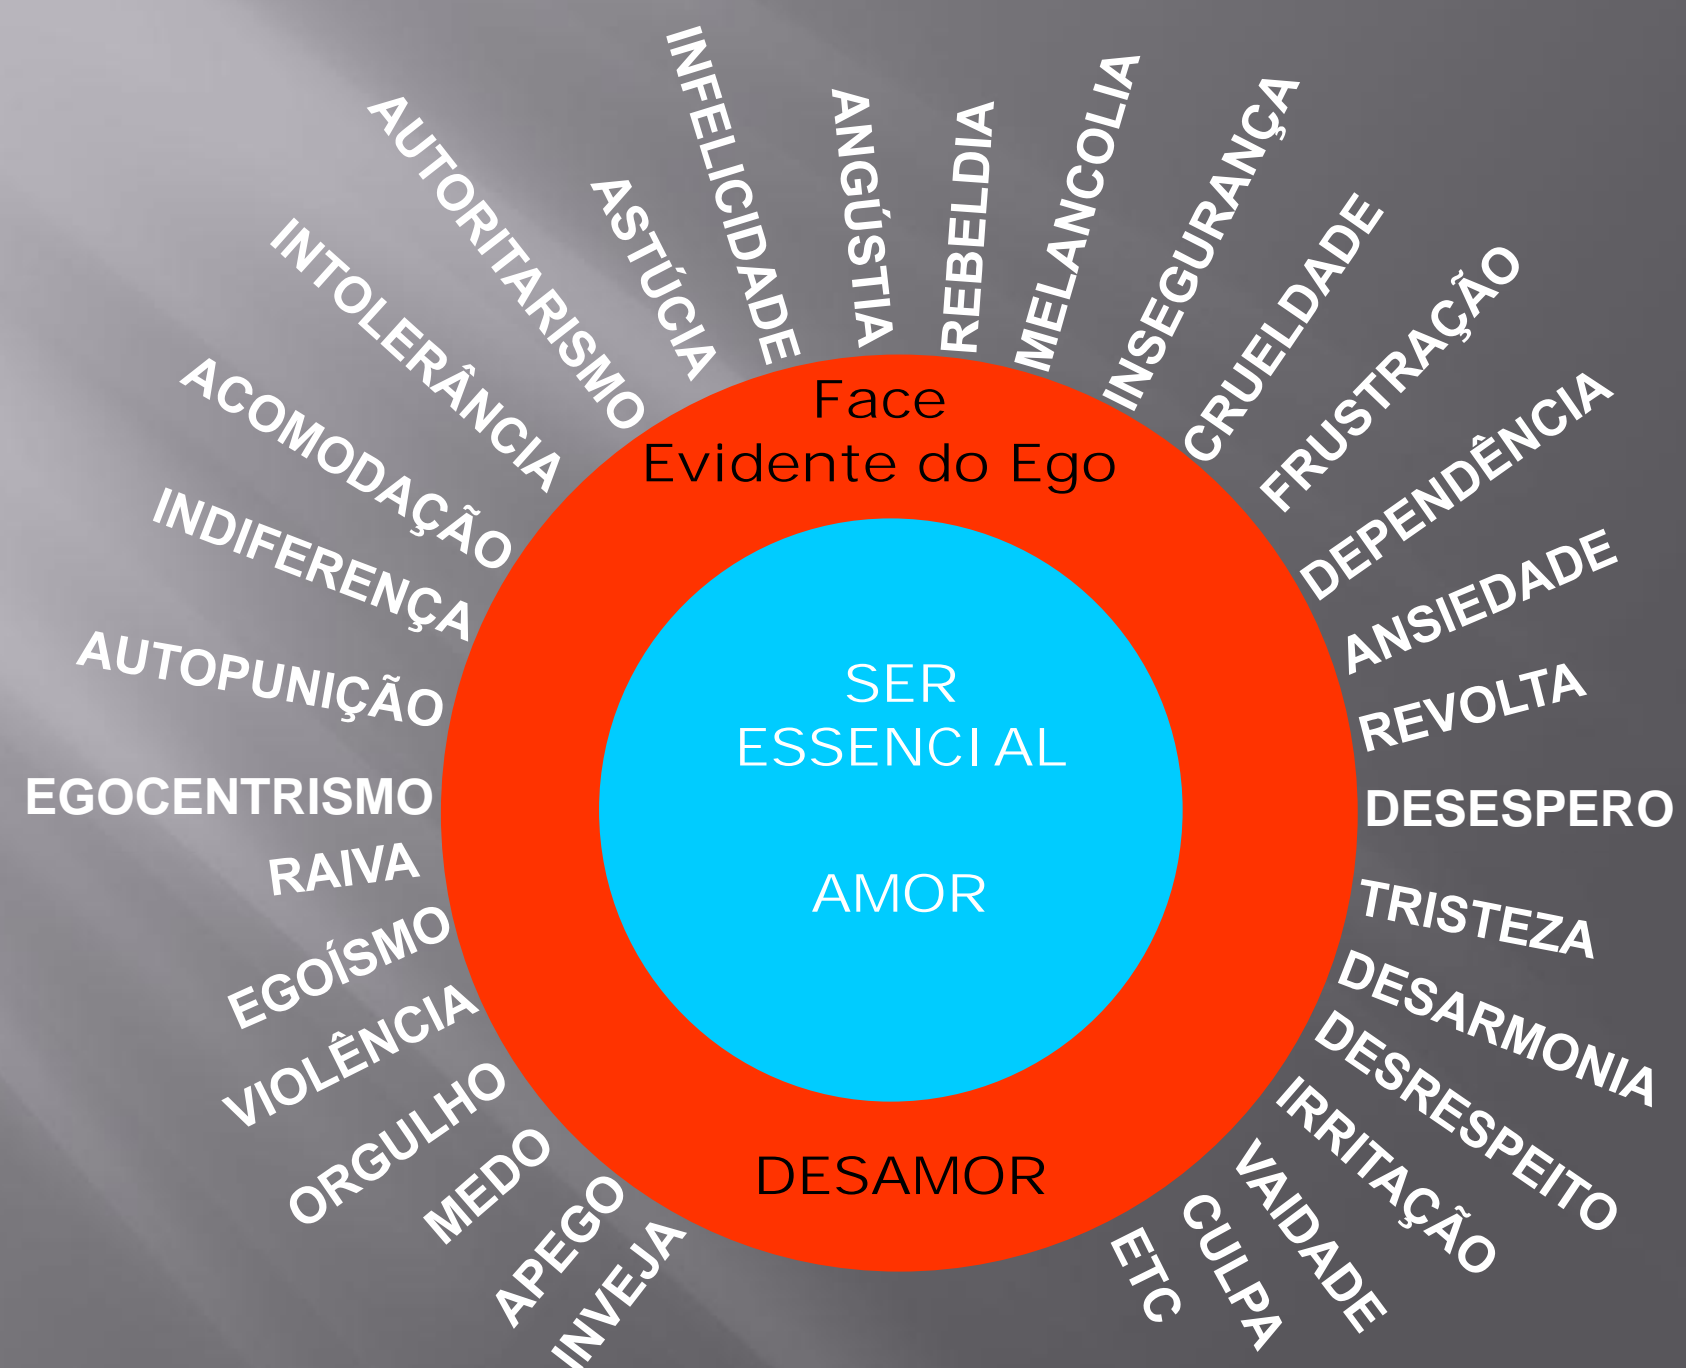 INFELICIDADE
ANGÚSTIA
REBELDIA
MELANCOLIA
INSEGURANÇA
CRUELDADE
FRUSTRAÇÃO
DEPENDÊNCIA
ANSIEDADE
REVOLTA
DESESPERO
TRISTEZA
DESARMONIA
DESRESPEITO
IRRITAÇÃO
VAIDADE
CULPA
ETC
INVEJA
APEGO
MEDO
ORGULHO
VIOLÊNCIA
EGOÍSMO
RAIVA
EGOCENTRISMO
AUTOPUNIÇÃO
INDIFERENÇA
ACOMODAÇÃO
INTOLERÂNCIA
AUTORITARISMO
ASTÚCIA
Face
Evidente do Ego
SER
ESSENCIAL
AMOR
DESAMOR